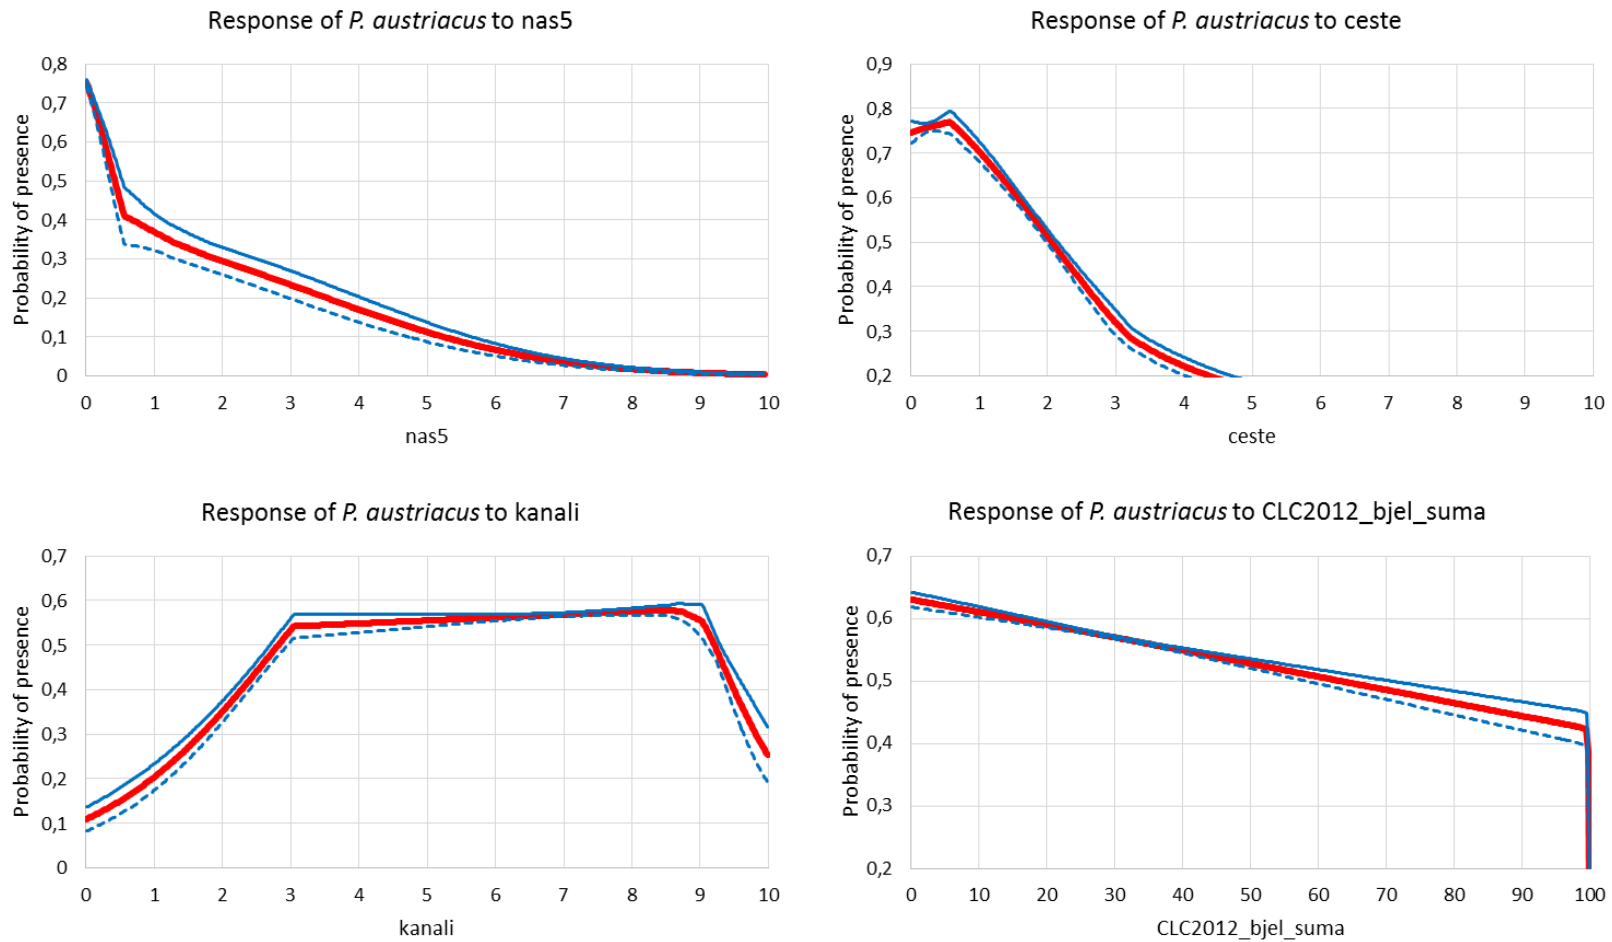 Response of P. austriacus to nas5
Probability of presence
0,8
0,7
0,6
0,5
0,4
0,3
0,2
0,1
0
0 1 2 3 4 5 6 7 8 9 10
nas5
Response of P. austriacus to ceste
Probability of presence
0,9
0,8
0,7
0,6
0,5
0,4
0,3
0,2
0 1 2 3 4 5 6 7 8 9 10
ceste
Response of P. austriacus to kanali
Probability of presence
0,7
0,6
0,5
0,4
0,3
0,2
0,1
0
0 1 2 3 4 5 6 7 8 9 10
kanali
Response of P. austriacus to CLC2012_bjel_suma
Probability of presence
0,7
0,6
0,5
0,4
0,3
0,2
0 10 20 30 40 50 60 70 80 90 100
CLC2012_bjel_suma